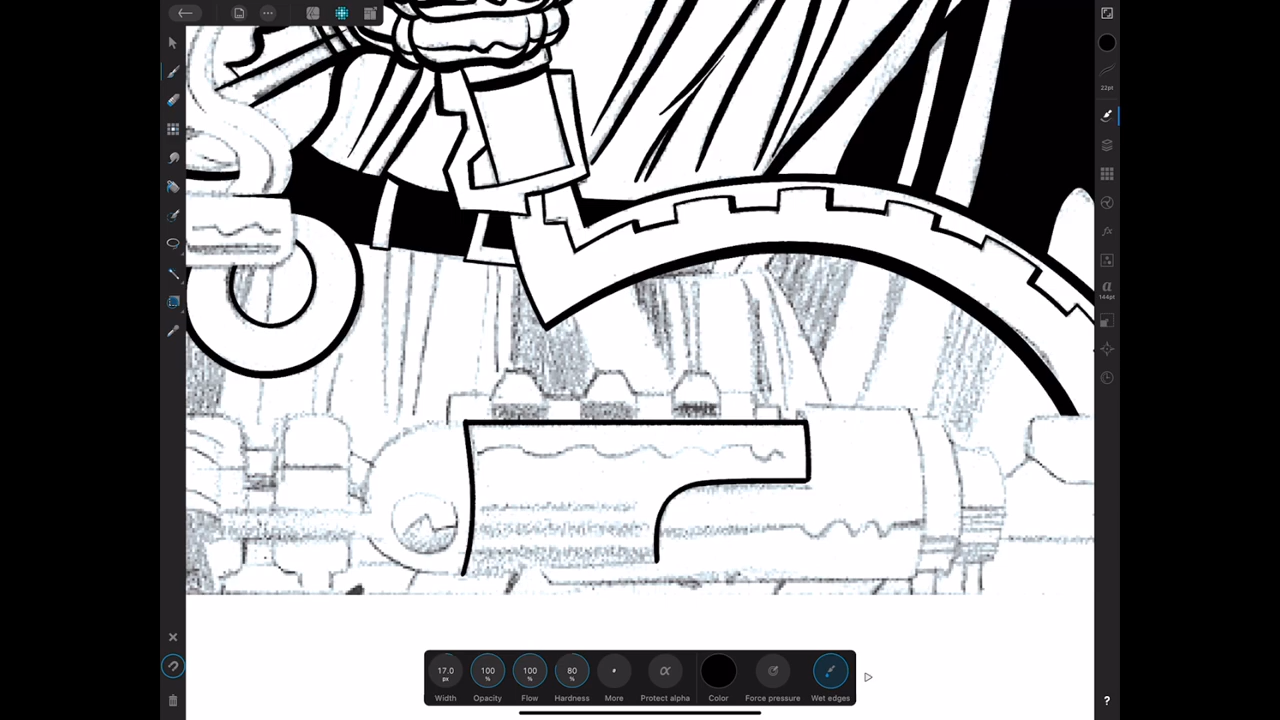 22pt
a
144pt
17.0 px
100 %
100 %
80 %
α
Width
Opacity
Flow
Hardness
More
Protect alpha
Color
Force pressure
Wet edges
?